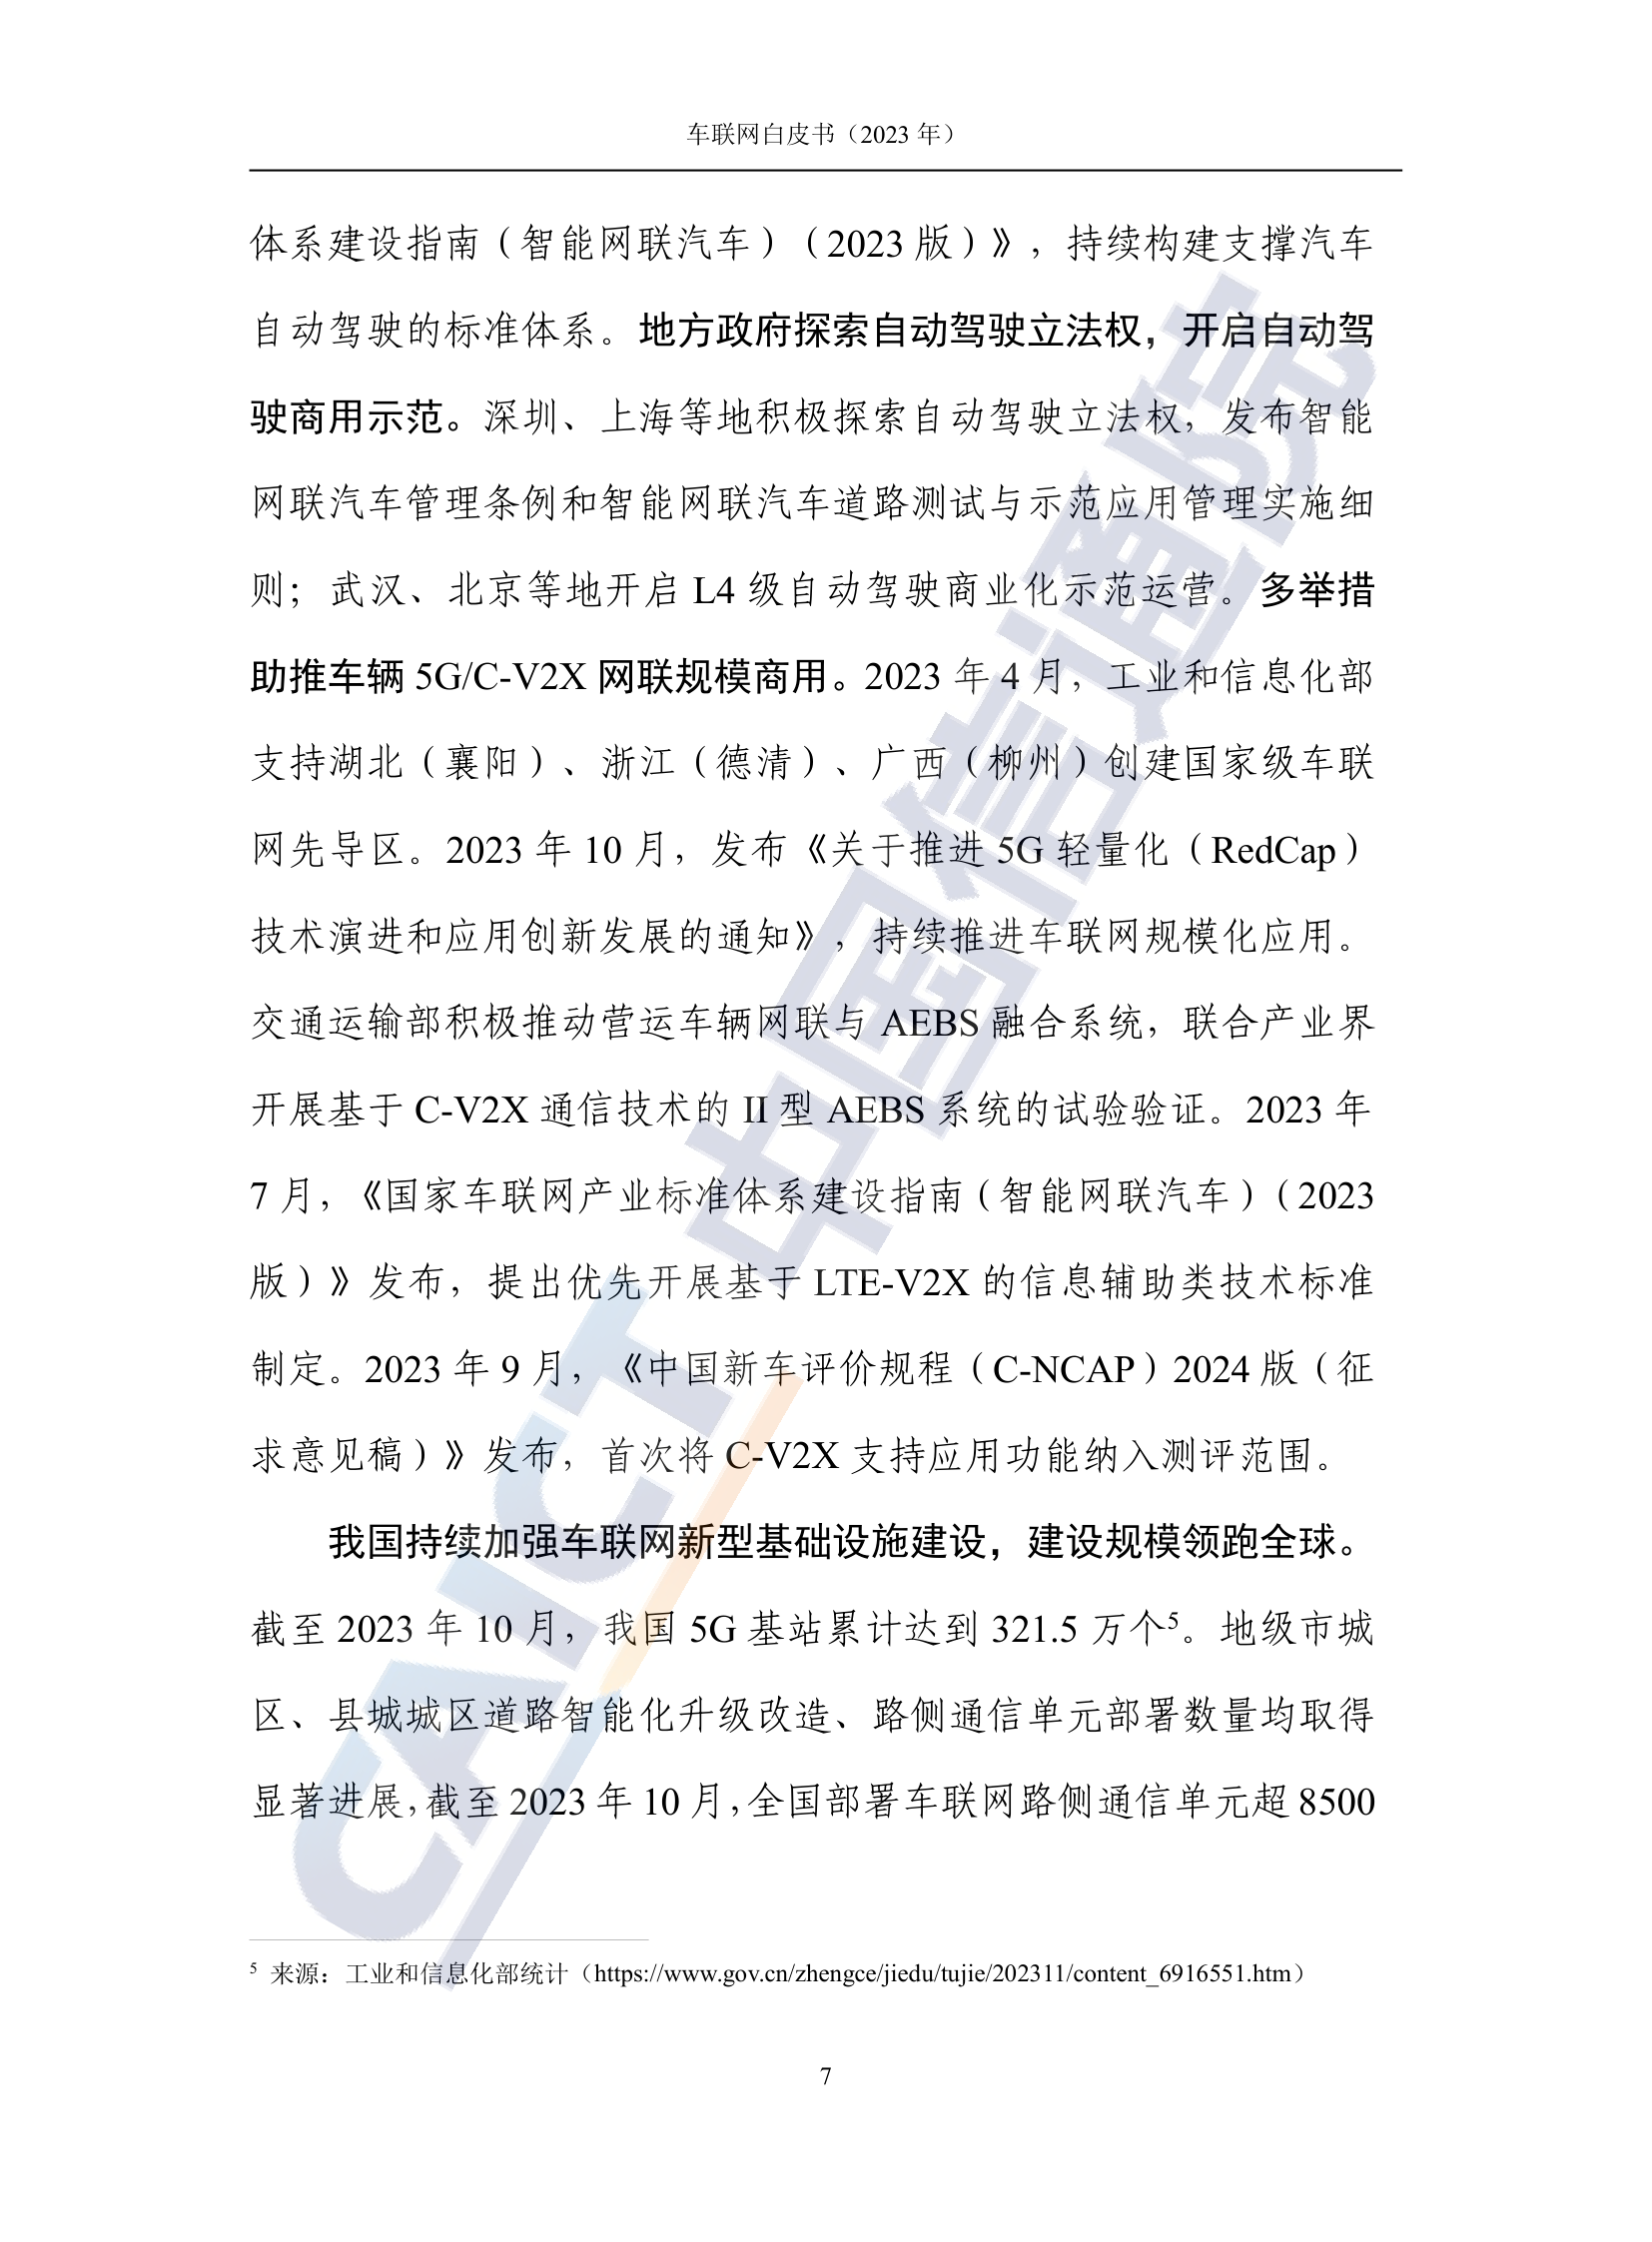 车联网白皮书（2023 年）
体系建设指南（智能网联汽车）（2023 版）》，持续构建支撑汽车
自动驾驶的标准体系。地方政府探索自动驾驶立法权，开启自动驾
驶商用示范。深圳、上海等地积极探索自动驾驶立法权，发布智能
网联汽车管理条例和智能网联汽车道路测试与示范应用管理实施细
则；武汉、北京等地开启 L4 级自动驾驶商业化示范运营。多举措
助推车辆 5G/C-V2X 网联规模商用。2023 年 4 月，工业和信息化部
支持湖北（襄阳）、浙江（德清）、广西（柳州）创建国家级车联
网先导区。2023 年 10 月，发布《关于推进 5G 轻量化（RedCap）
技术演进和应用创新发展的通知》，持续推进车联网规模化应用。
交通运输部积极推动营运车辆网联与 AEBS 融合系统，联合产业界
开展基于 C-V2X 通信技术的 II 型 AEBS 系统的试验验证。2023 年
7 月，《国家车联网产业标准体系建设指南（智能网联汽车）（2023
版）》发布，提出优先开展基于 LTE-V2X 的信息辅助类技术标准
制定。2023 年 9 月，《中国新车评价规程（C-NCAP）2024 版（征
求意见稿）》发布，首次将 C-V2X 支持应用功能纳入测评范围。
我国持续加强车联网新型基础设施建设，建设规模领跑全球。
截至 2023 年 10 月，我国 5G 基站累计达到 321.5 万个5。地级市城
区、县城城区道路智能化升级改造、路侧通信单元部署数量均取得
显著进展，截至 2023 年 10 月，全国部署车联网路侧通信单元超 8500
5 来源：工业和信息化部统计（https://www.gov.cn/zhengce/jiedu/tujie/202311/content_6916551.htm）
7
CAICT 中国信通院